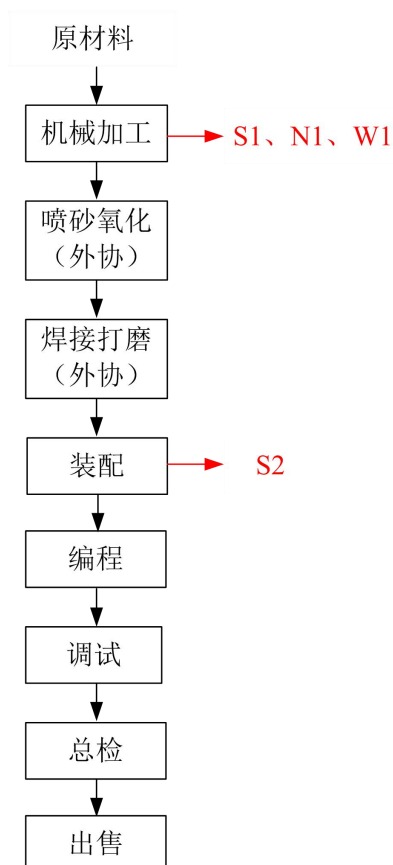 原材料
机械加工
S1、N1、W1
喷砂氧化
（外协）
焊接打磨
（外协）
装配
S2
编程
调试
总检
出售